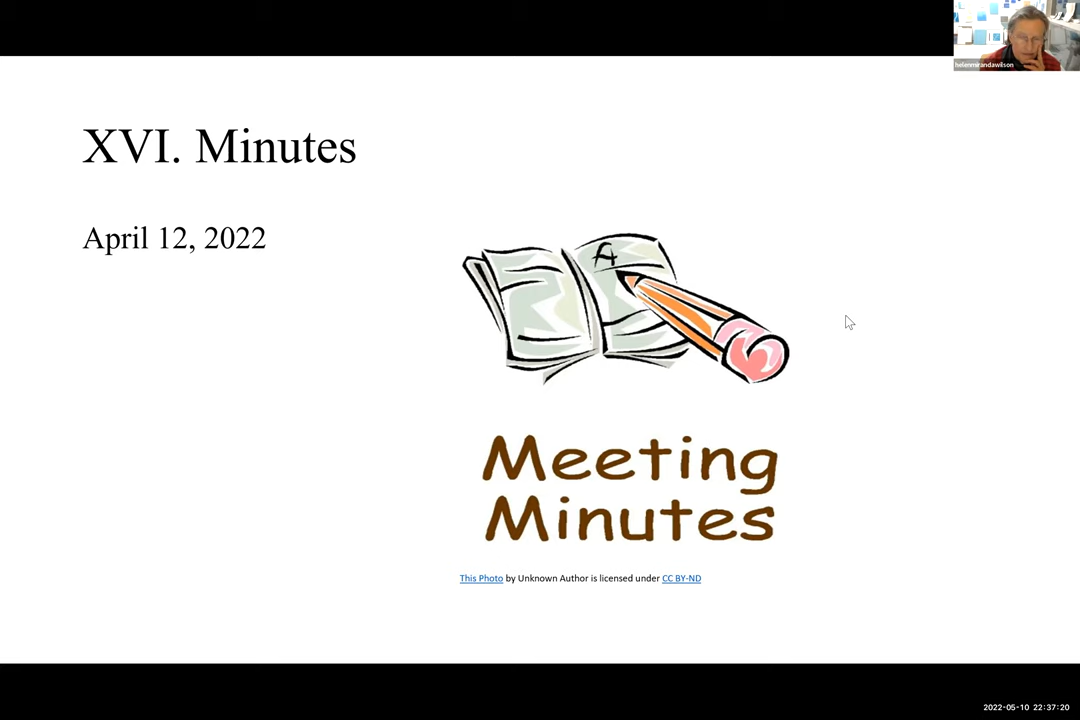 helenmirandawilson
XVI. Minutes
April 12, 2022
A
Meeting
Minutes
This Photo by Unknown Author is licensed under CC BY-ND
2022-05-10 22:37:20